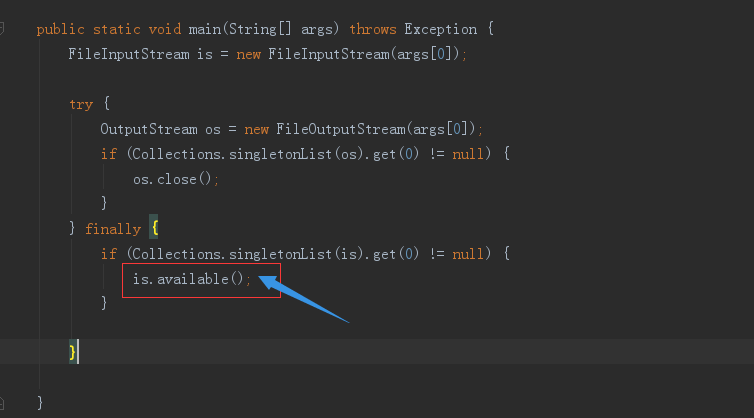 public static void main(String[] args) throws Exception {
FileInputStream is = new FileInputStream(args[0]);
try {
OutputStream os = new FileOutputStream(args[0]);
if (Collections.singletonList(os).get(0) != null) {
os.close();
}
} finally {
if (Collections.singletonList(is).get(0) != null) {
is.available();
}
}
}